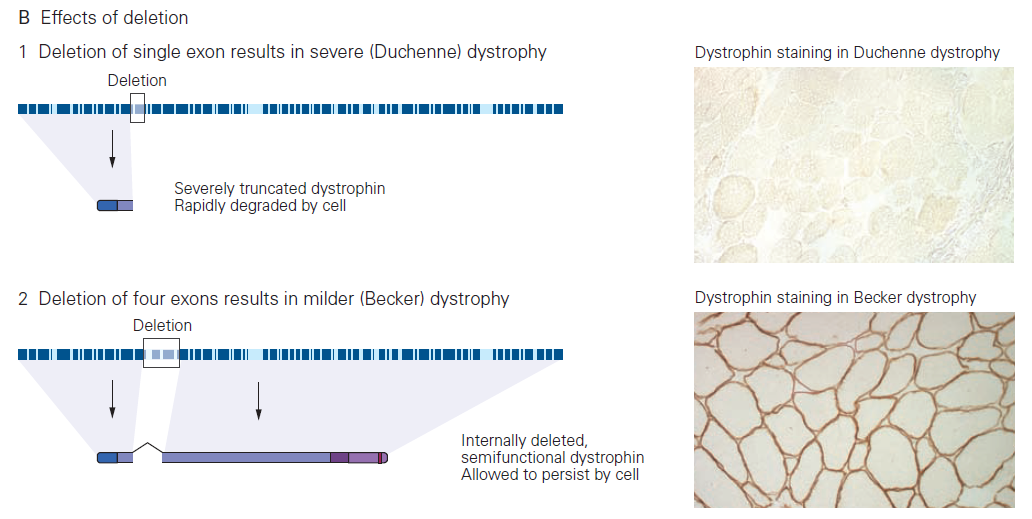 B Effects of deletion
1 Deletion of single exon results in severe (Duchenne) dystrophy
Deletion
Severely truncated dystrophin
Rapidly degraded by cell
Dystrophin staining in Duchenne dystrophy
2 Deletion of four exons results in milder (Becker) dystrophy
Deletion
Internally deleted,
semifunctional dystrophin
Allowed to persist by cell
Dystrophin staining in Becker dystrophy